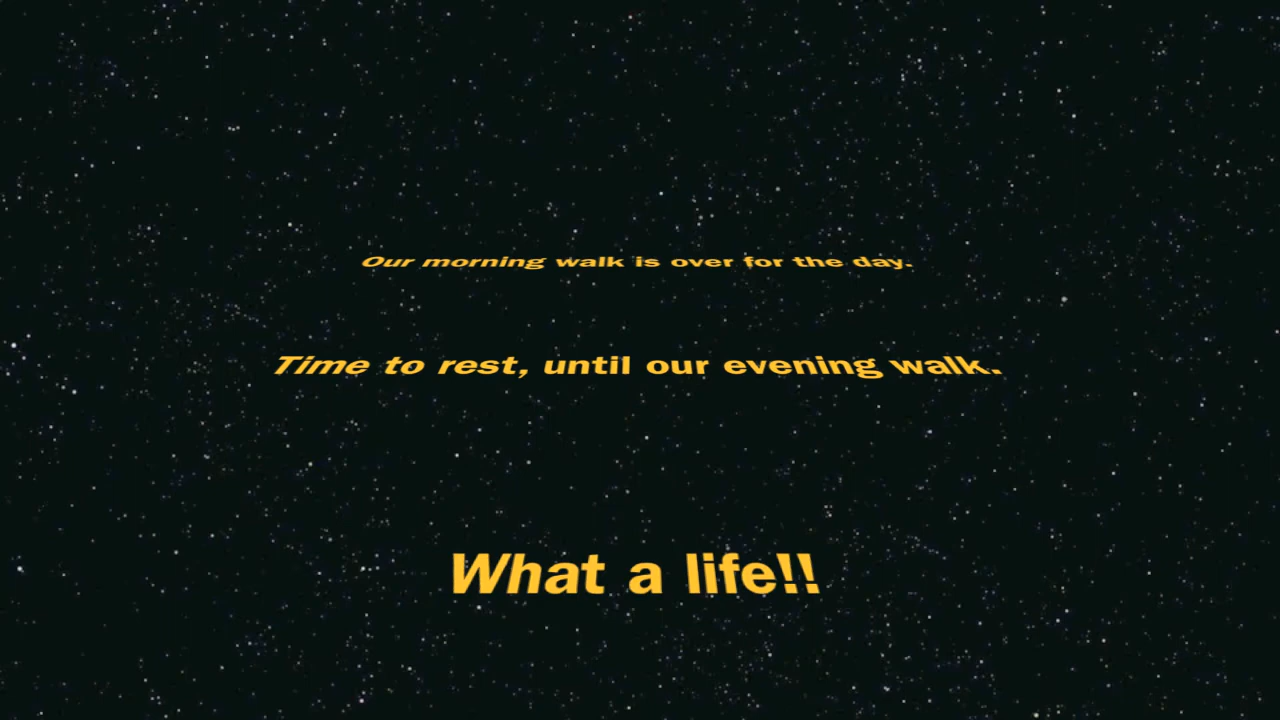 Our morning walk is over for the day.
Time to rest, until our evening walk.
What a life!!